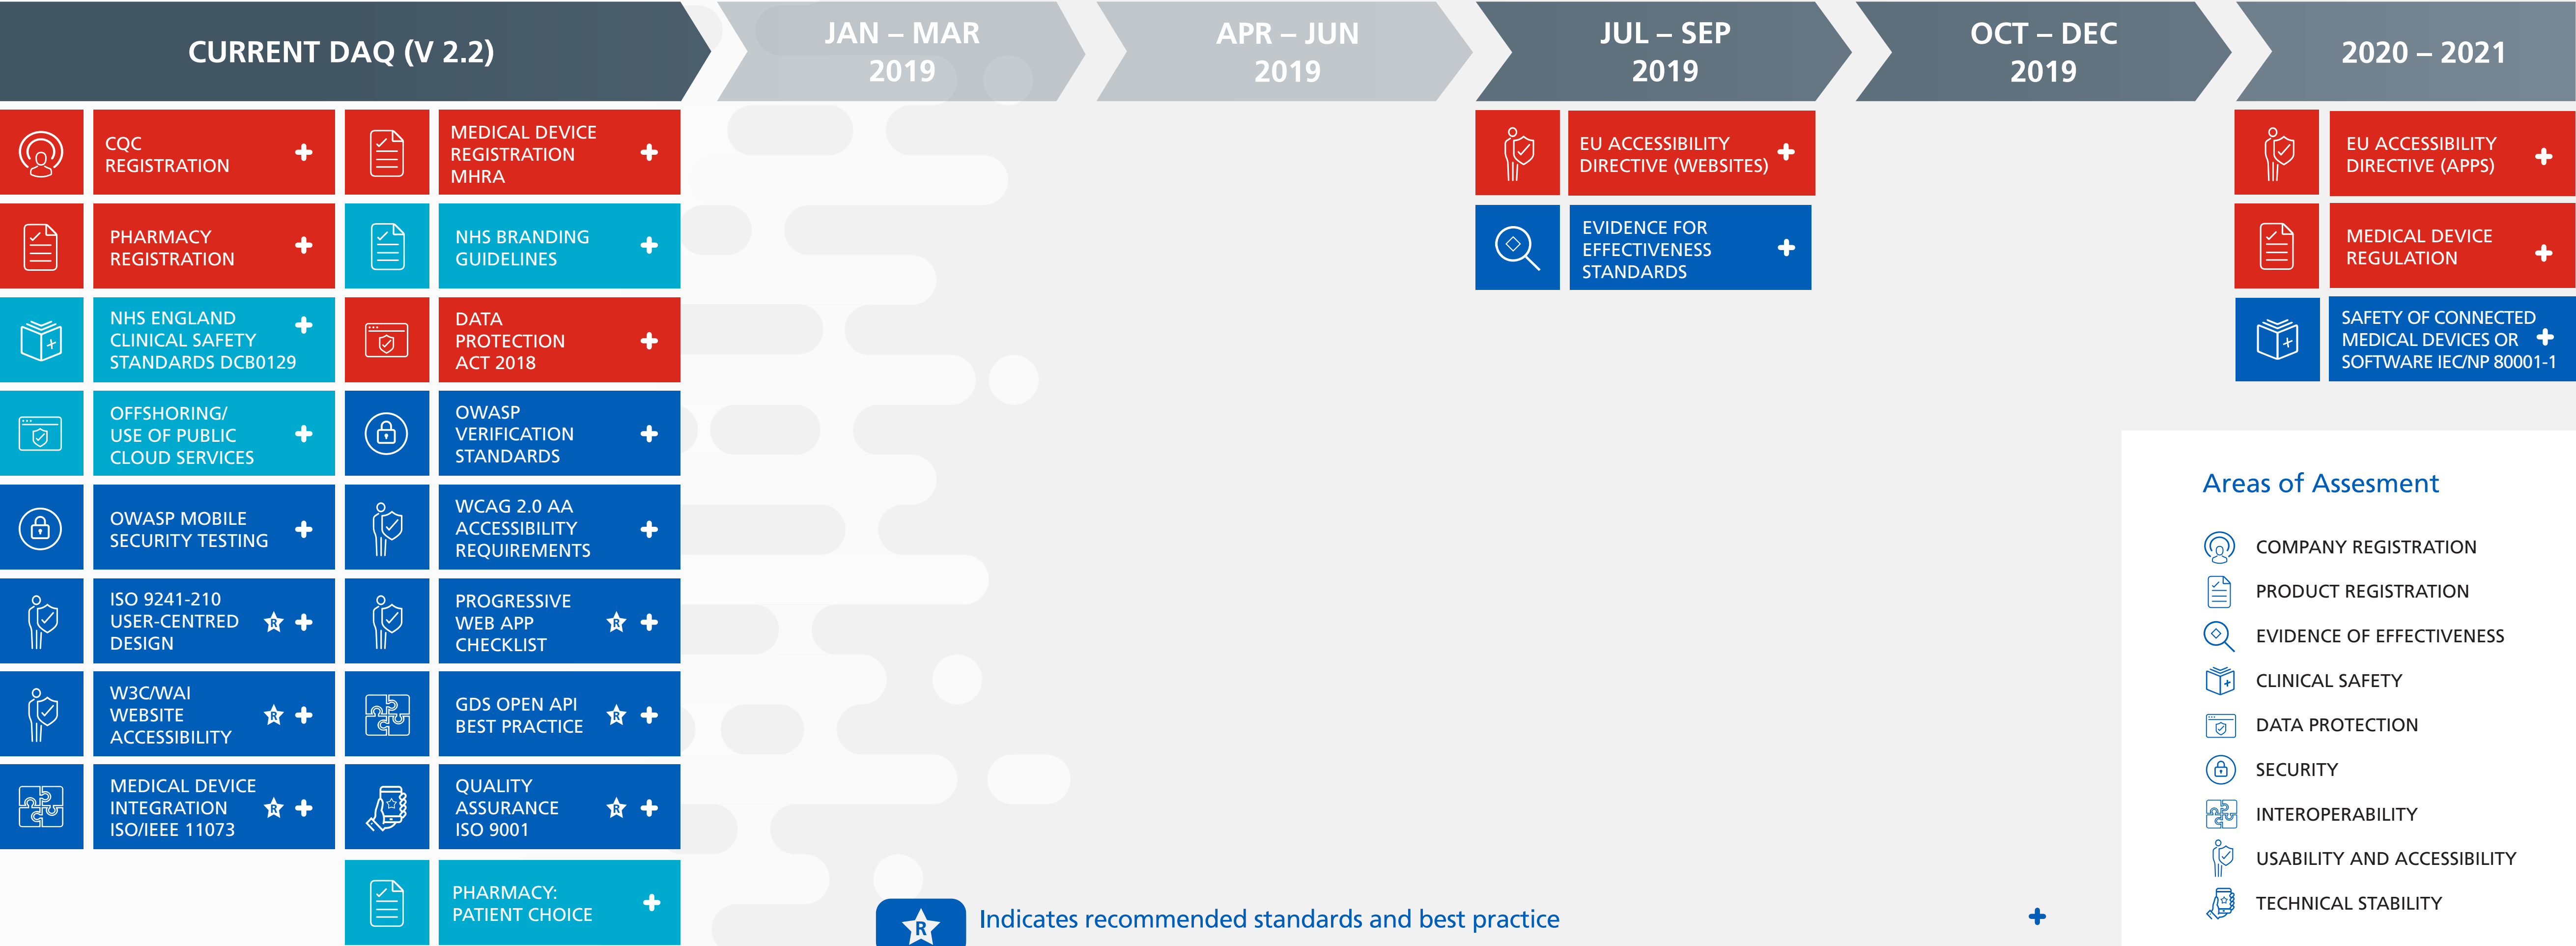 CURRENT DAQ (V 2.2)
JAN – MAR
2019
APR – JUN
2019
JUL – SEP
2019
OCT – DEC
2019
2020 – 2021
CQC
REGISTRATION
MEDICAL DEVICE
REGISTRATION
MHRA
PHARMACY
REGISTRATION
NHS BRANDING
GUIDELINES
NHS ENGLAND
CLINICAL SAFETY
STANDARDS DCB0129
DATA
PROTECTION
ACT 2018
OFFSHORING/
USE OF PUBLIC
CLOUD SERVICES
OWASP
VERIFICATION
STANDARDS
OWASP MOBILE
SECURITY TESTING
WCAG 2.0 AA
ACCESSIBILITY
REQUIREMENTS
ISO 9241-210
USER-CENTRED
DESIGN
R
PROGRESSIVE
WEB APP
CHECKLIST
R
W3C/WAI
WEBSITE
ACCESSIBILITY
R
GDS OPEN API
BEST PRACTICE
R
MEDICAL DEVICE
INTEGRATION
ISO/IEEE 11073
R
QUALITY
ASSURANCE
ISO 9001
R
PHARMACY:
PATIENT CHOICE
EU ACCESSIBILITY
DIRECTIVE (WEBSITES)
EVIDENCE FOR
EFFECTIVENESS
STANDARDS
EU ACCESSIBILITY
DIRECTIVE (APPS)
MEDICAL DEVICE
REGULATION
SAFETY OF CONNECTED
MEDICAL DEVICES OR
SOFTWARE IEC/NP 80001-1
Areas of Assesment
COMPANY REGISTRATION
PRODUCT REGISTRATION
EVIDENCE OF EFFECTIVENESS
CLINICAL SAFETY
DATA PROTECTION
SECURITY
INTEROPERABILITY
USABILITY AND ACCESSIBILITY
TECHNICAL STABILITY
R
Indicates recommended standards and best practice